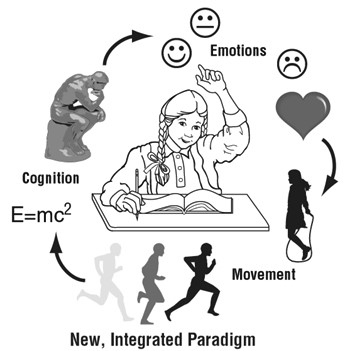 Emotions
Cognition
E=mc²
Movement
New, Integrated Paradigm